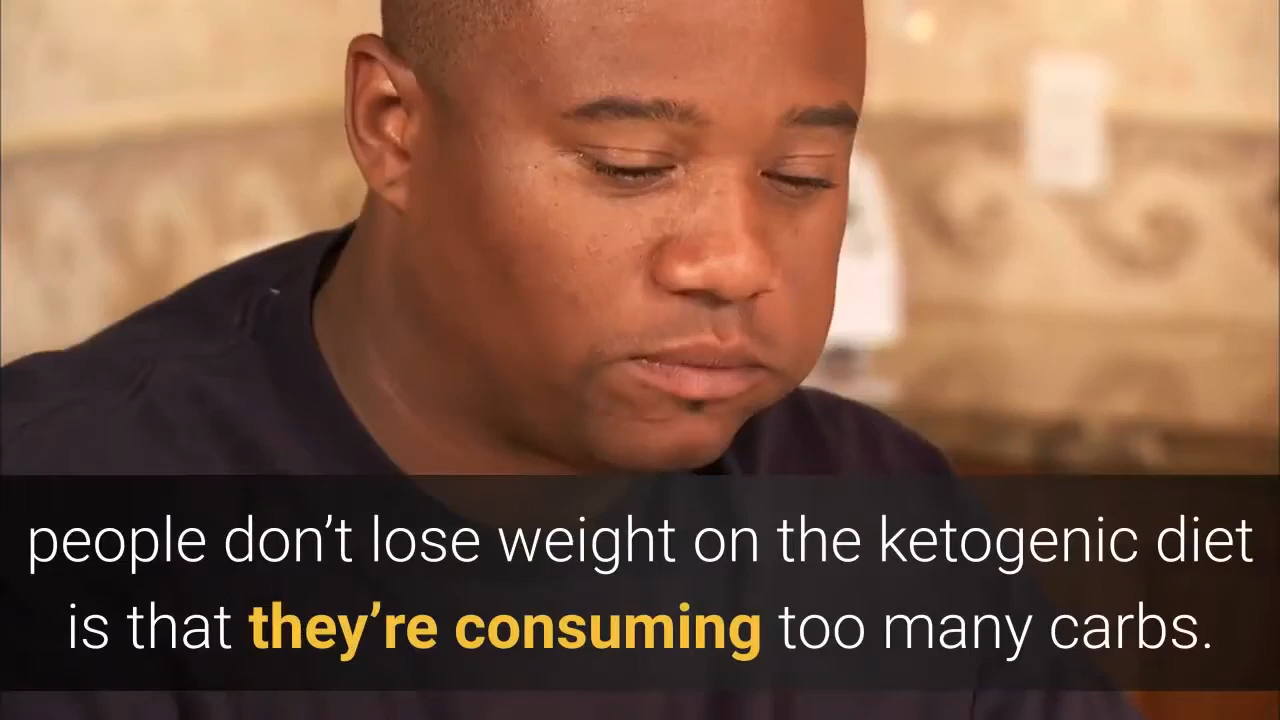 people don’t lose weight on the ketogenic diet
is that they’re consuming too many carbs.